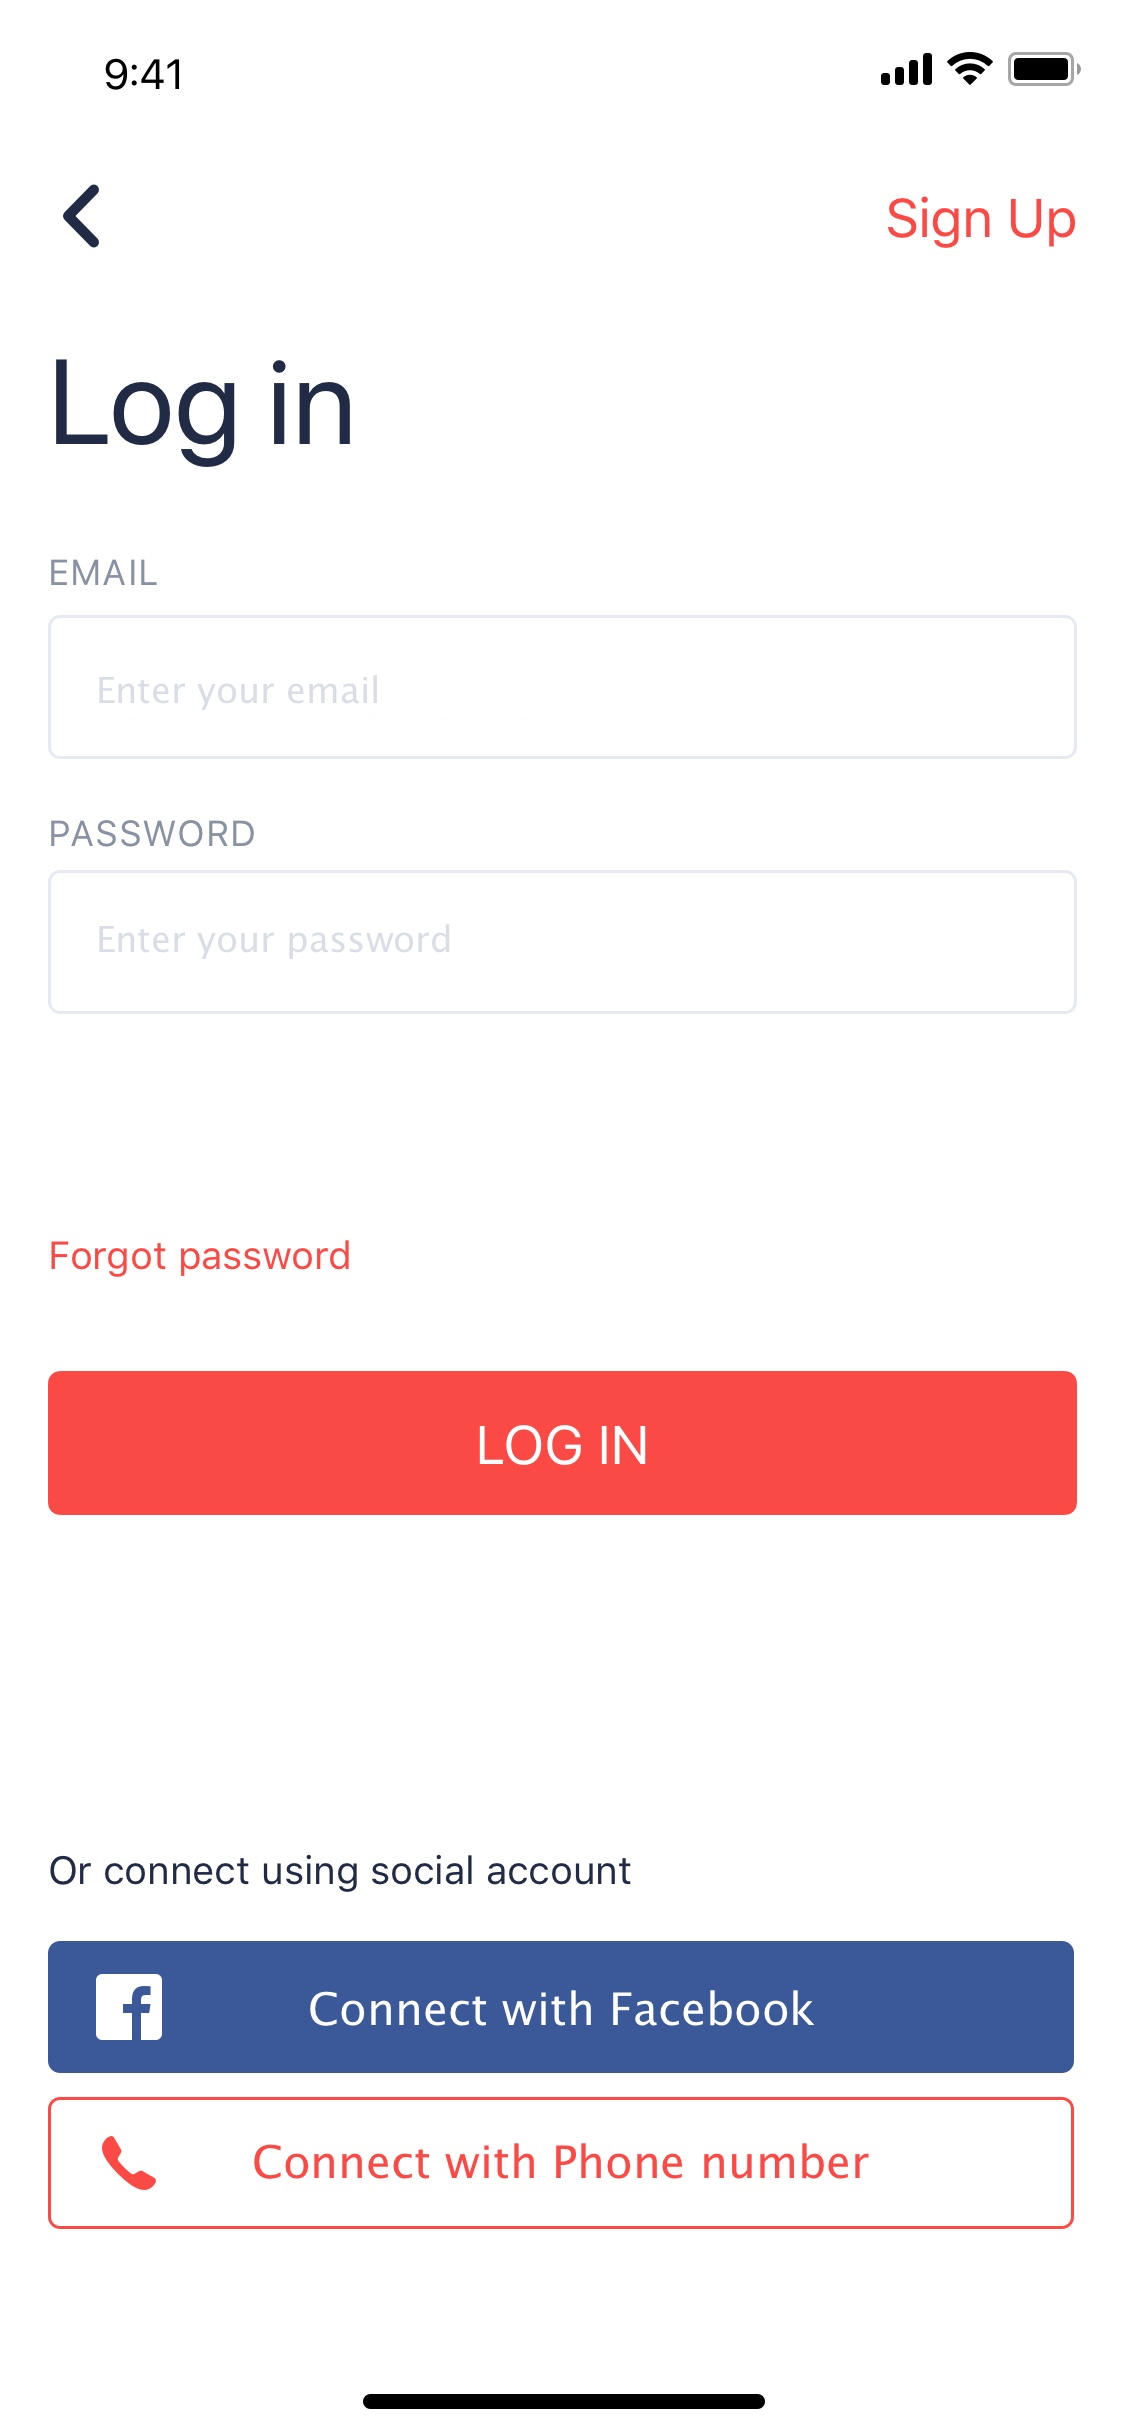 9:41
Sign Up
Log in
EMAIL
Enter your email
PASSWORD
Enter your password
Forgot password
LOG IN
Or connect using social account
Connect with Facebook
Connect with Phone number